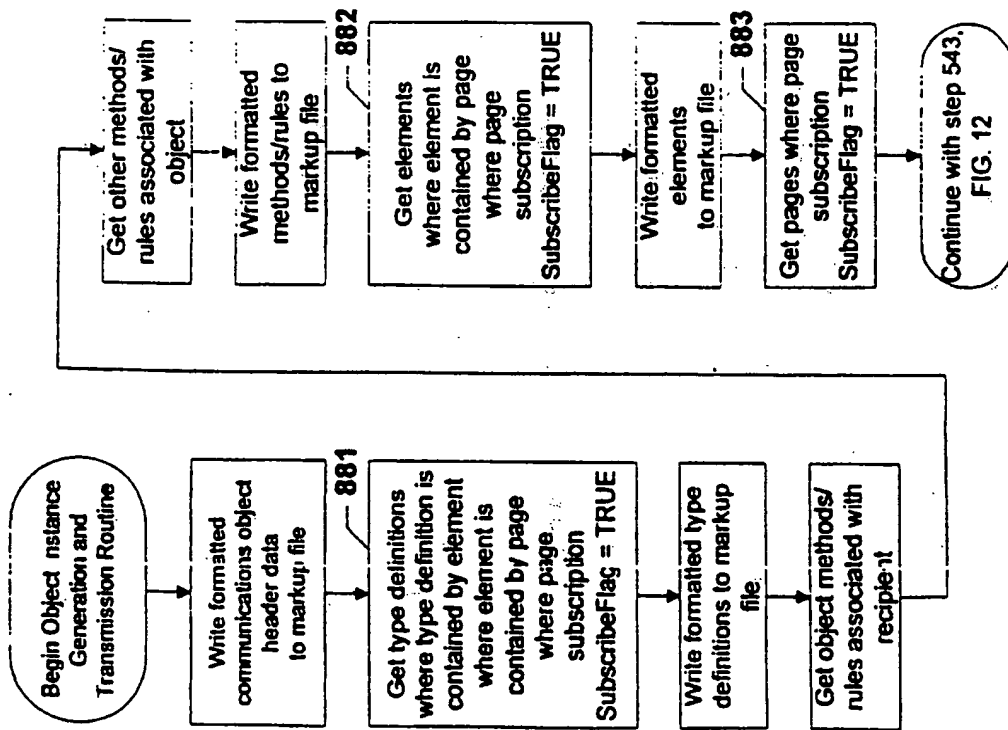 Begin Object nstance
Generation and
Transmission Routine
Write formatted
communications object
header data
to markup file
881
Get type definitions
where type definition is
contained by element
where element is
contained by page
where page
subscription
SubscribeFlag = TRUE
Write formatted type
definitions to markup
file
Get object methods/
rules associated with
recipient
Get other methods/
rules associated with
object
Write formatted
methods/rules to
markup file
882
Get elements
where element is
contained by page
where page
subscription
SubscribeFlag = TRUE
Write formatted
elements
to markup file
883
Get pages where page
subscription
SubscribeFlag = TRUE
Continue with step 543,
FIG. 12